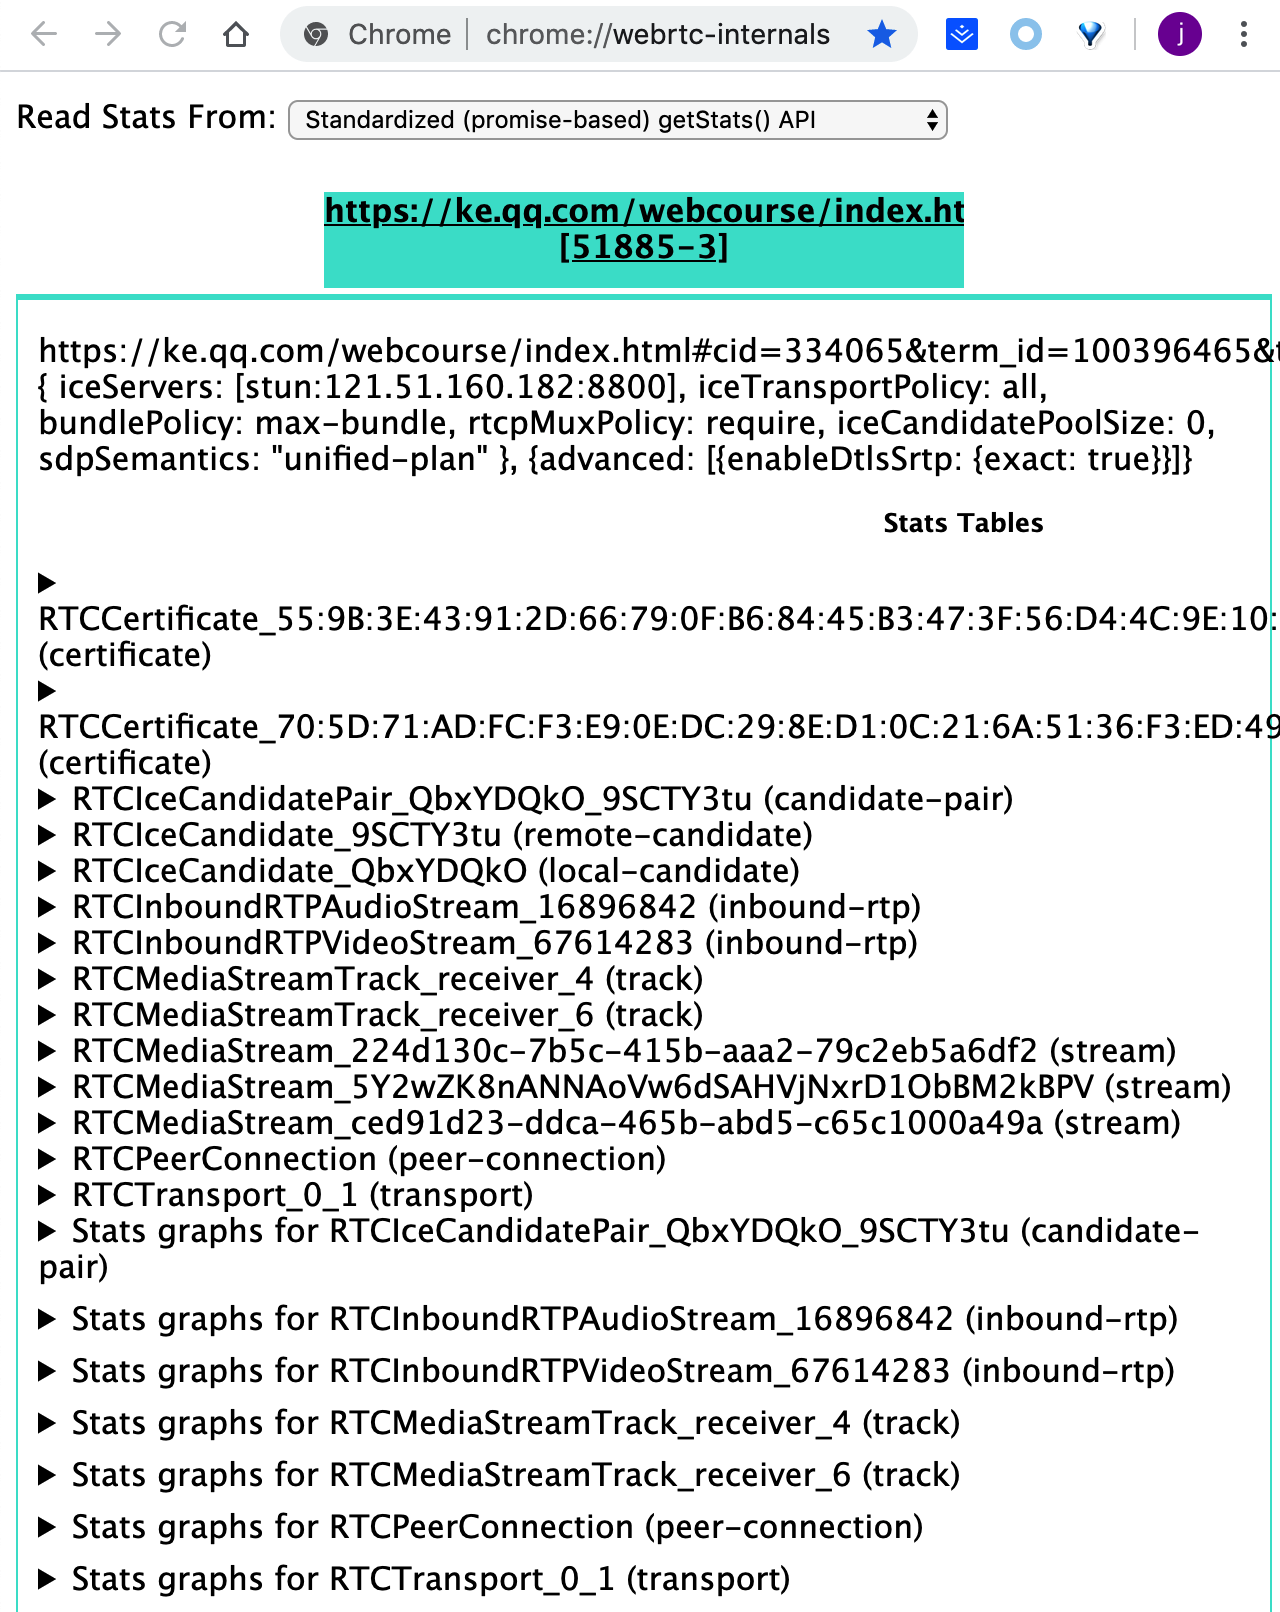 Chrome | chrome://webrtc-internals
j
Read Stats From: Standardized (promise-based) getStats() API
https://ke.qq.com/webcourse/index.ht
[51885-3]
https://ke.qq.com/webcourse/index.html#cid=334065&term_id=100396465&t
{ iceServers: [stun:121.51.160.182:8800], iceTransportPolicy: all,
bundlePolicy: max-bundle, rtcpMuxPolicy: require, iceCandidatePoolSize: 0,
sdpSemantics: "unified-plan" }, {advanced: [{enableDtlsSrtp: {exact: true}}]}
Stats Tables
▶
RTCCertificate_55:9B:3E:43:91:2D:66:79:0F:B6:84:45:B3:47:3F:56:D4:4C:9E:10:
(certificate)
▶
RTCCertificate_70:5D:71:AD:FC:F3:E9:0E:DC:29:8E:D1:0C:21:6A:51:36:F3:ED:49
(certificate)
▶ RTCIceCandidatePair_QbxYDQkO_9SCTY3tu (candidate-pair)
▶ RTCIceCandidate_9SCTY3tu (remote-candidate)
▶ RTCIceCandidate_QbxYDQkO (local-candidate)
▶ RTCInboundRTPAudioStream_16896842 (inbound-rtp)
▶ RTCInboundRTPVideoStream_67614283 (inbound-rtp)
▶ RTCMediaStreamTrack_receiver_4 (track)
▶ RTCMediaStreamTrack_receiver_6 (track)
▶ RTCMediaStream_224d130c-7b5c-415b-aaa2-79c2eb5a6df2 (stream)
▶ RTCMediaStream_5Y2wZK8nANNAoVw6dSAHVjNxrD1ObBM2kBPV (stream)
▶ RTCMediaStream_ced91d23-ddca-465b-abd5-c65c1000a49a (stream)
▶ RTCPeerConnection (peer-connection)
▶ RTCTransport_0_1 (transport)
▶ Stats graphs for RTCIceCandidatePair_QbxYDQkO_9SCTY3tu (candidate-
pair)
▶ Stats graphs for RTCInboundRTPAudioStream_16896842 (inbound-rtp)
▶ Stats graphs for RTCInboundRTPVideoStream_67614283 (inbound-rtp)
▶ Stats graphs for RTCMediaStreamTrack_receiver_4 (track)
▶ Stats graphs for RTCMediaStreamTrack_receiver_6 (track)
▶ Stats graphs for RTCPeerConnection (peer-connection)
▶ Stats graphs for RTCTransport_0_1 (transport)